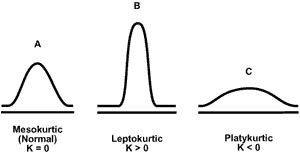 A
B
C
Mesokurtic
(Normal)
K = 0
Leptokurtic
K > 0
Platykurtic
K < 0